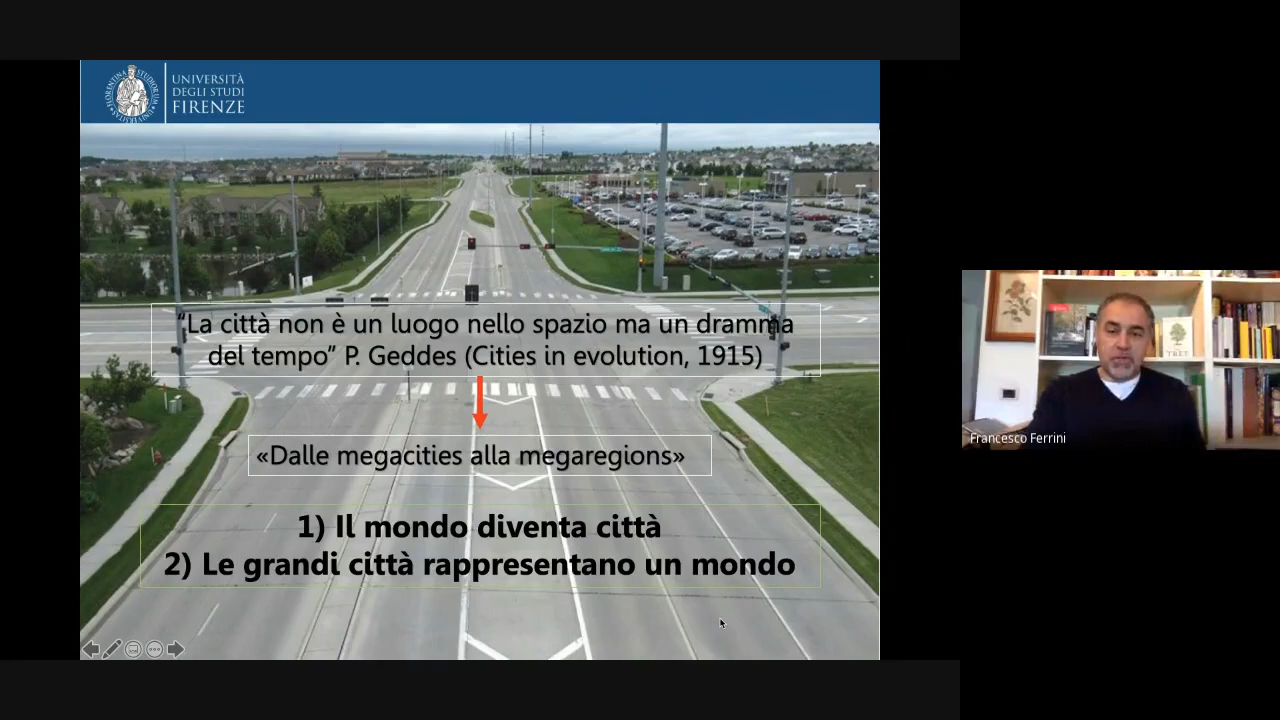 UNIVERSITÀ
DEGLI STUDI
FIRENZE
“La città non è un luogo nello spazio ma un dramma
del tempo” P. Geddes (Cities in evolution, 1915)
«Dalle megacities alla megaregions»
1) Il mondo diventa città
2) Le grandi città rappresentano un mondo
Francesco Ferrini